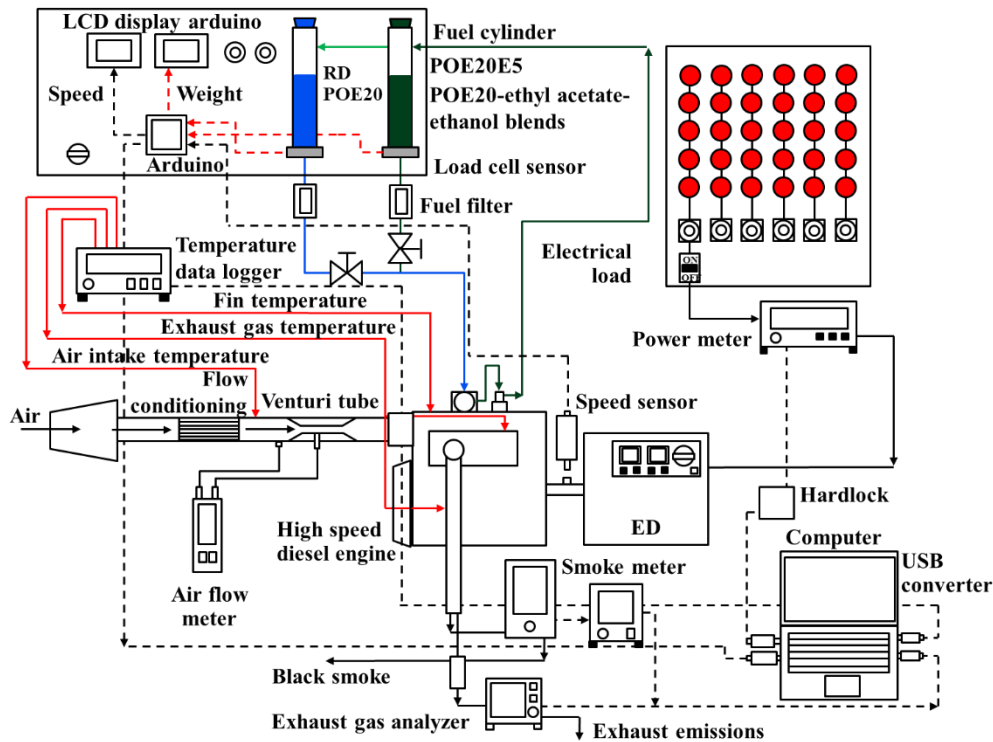 LCD display arduino
Fuel cylinder
RD
POE20
POE20E5
POE20-ethyl acetate-
ethanol blends
Speed
Weight
Arduino
Load cell sensor
Fuel filter
Temperature
data logger
Electrical
load
ON
OFF
Fin temperature
Exhaust gas temperature
Power meter
Air intake temperature
Flow
conditioning
Venturi tube
Speed sensor
Air
Hardlock
High speed
diesel engine
ED
Computer
USB
converter
Smoke meter
Air flow
meter
Black smoke
Exhaust gas analyzer
Exhaust emissions